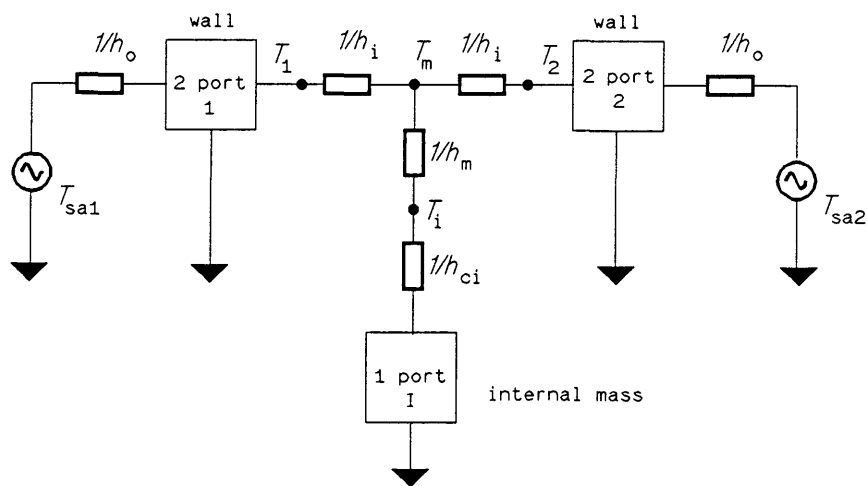 wall
wall
1/h_o
T_1
1/h_i
T_m
1/h_i
T_2
1/h_o
2 port
1
2 port
2
1/h_m
T_sa1
T_i
T_sa2
1/h_ci
1 port
I
internal mass